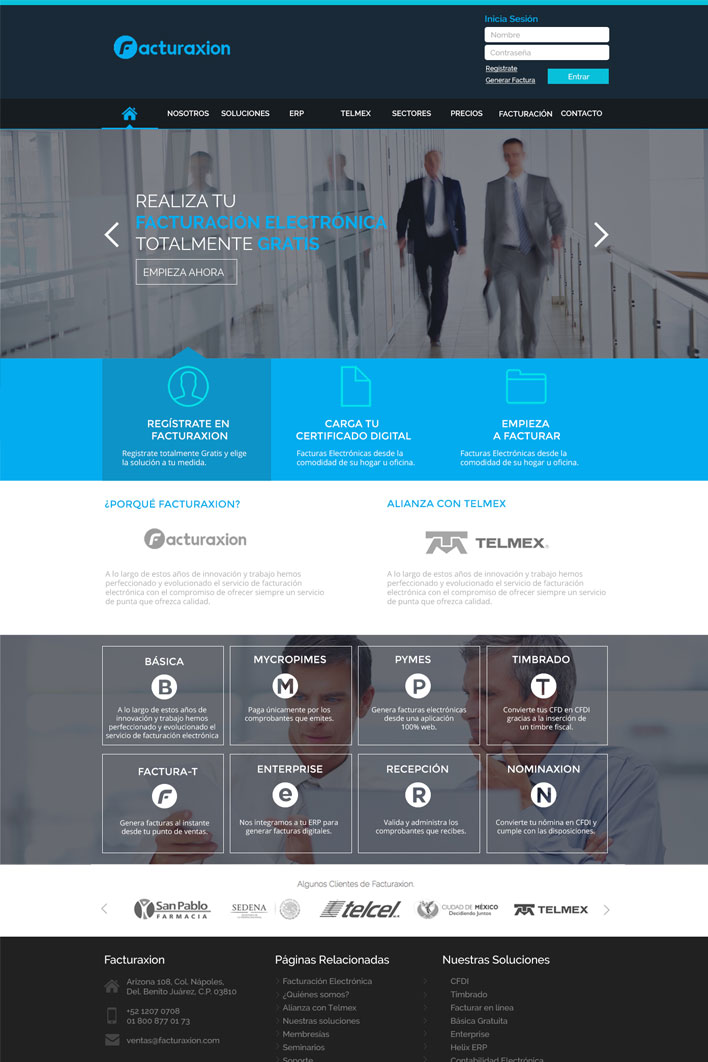 Inicia Sesión
Nombre
Contraseña
Regístrate
Generar Factura
Entrar
Facturaxion
NOSOTROS SOLUCIONES ERP TELMEX SECTORES PRECIOS FACTURACIÓN CONTACTO
REALIZA TU
FACTURACIÓN ELECTRÓNICA
TOTALMENTE GRATIS
EMPIEZA AHORA
REGÍSTRATE EN
FACTURAXION
Registrate totalmente Gratis y elige
la solución a tu medida.
CARGA TU
CERTIFICADO DIGITAL
Facturas Electrónicas desde la
comodidad de su hogar u oficina.
EMPIEZA
A FACTURAR
Facturas Electrónicas desde la
comodidad de su hogar u oficina.
¿PORQUÉ FACTURAXION?
Facturaxion
A lo largo de estos años de innovación y trabajo hemos
perfeccionado y evolucionado el servicio de facturación
electrónica con el compromiso de ofrecer siempre un servicio
de punta que ofrezca calidad.
ALIANZA CON TELMEX
TELMEX®
A lo largo de estos años de innovación y trabajo hemos
perfeccionado y evolucionado el servicio de facturación
electrónica con el compromiso de ofrecer siempre un servicio
de punta que ofrezca calidad.
BÁSICA
B
A lo largo de estos años de
innovación y trabajo hemos
perfeccionado y evolucionado el
servicio de facturación electrónica
MYCROPIMES
M
Paga únicamente por los
comprobantes que emites.
PYMES
P
Genera facturas electrónicas
desde una aplicación
100% web.
TIMBRADO
T
Convierte tus CFD en CFDI
gracias a la inserción de
un timbre fiscal.
FACTURA-T
F
Genera facturas al instante
desde tu punto de ventas.
ENTERPRISE
e
Nos integramos a tu ERP para
generar facturas digitales.
RECEPCIÓN
R
Valida y administra los
comprobantes que recibes.
NOMINAXION
N
Convierte tu nómina en CFDI y
cumple con las disposiciones.
Algunos Clientes de Facturaxion
San Pablo
FARMACIA
SEDENA
telcel
CIUDAD DE MÉXICO
Decidiendo Juntos
TELMEX
Facturaxion
Arizona 108, Col. Nápoles,
Del. Benito Juárez, C.P. 03810
+52 1207 0708
01 800 877 01 73
ventas@facturaxion.com
Páginas Relacionadas
Facturación Electrónica
¿Quiénes somos?
Alianza con Telmex
Nuestras soluciones
Membresías
Seminarios
Soporte
Nuestras Soluciones
CFDI
Timbrado
Facturar en linea
Básica Gratuita
Enterprise
Helix ERP
Contabilidad Electrónica